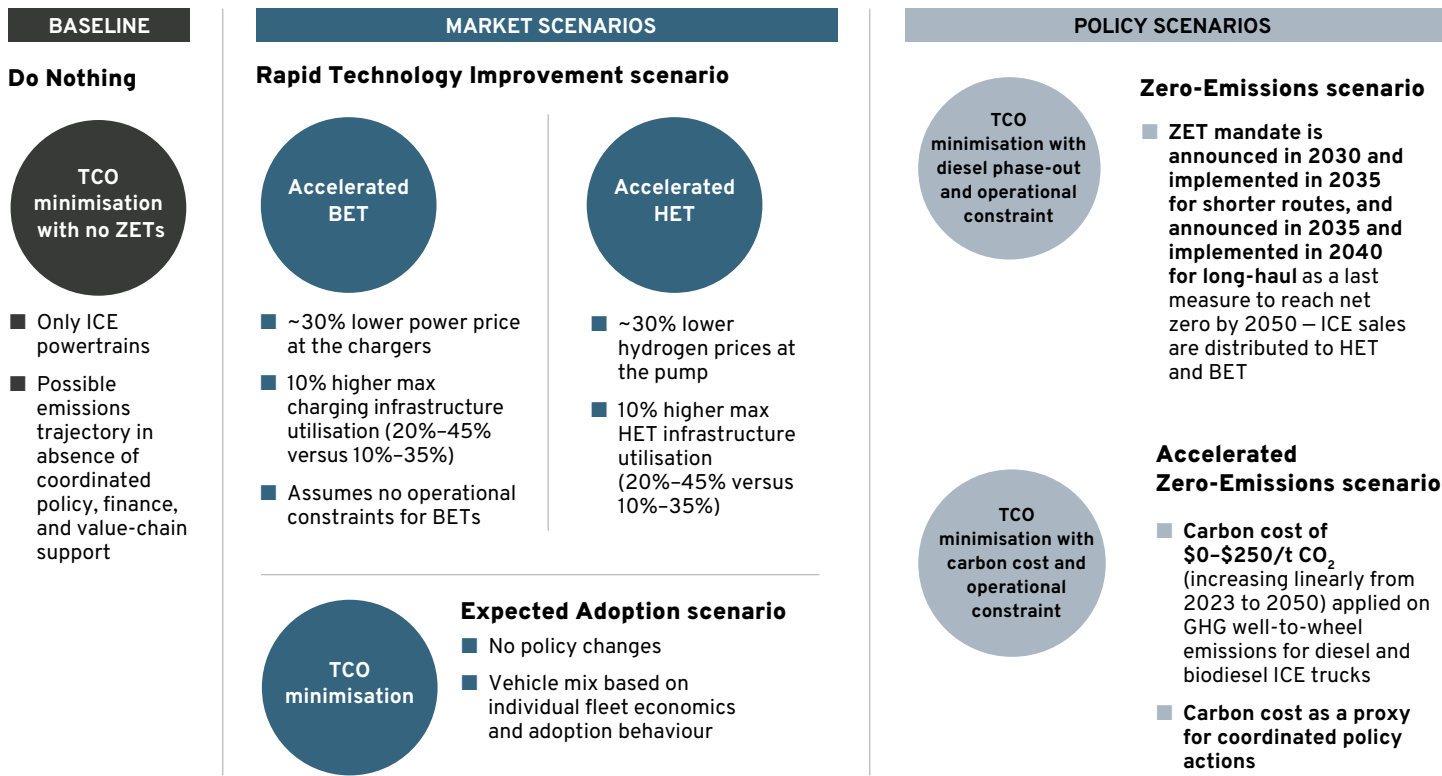 BASELINE
Do Nothing
TCO
minimisation
with no ZETs
Only ICE
powertrains
Possible
emissions
trajectory in
absence of
coordinated
policy, finance,
and value-chain
support
MARKET SCENARIOS
Rapid Technology Improvement scenario
Accelerated
BET
~30% lower power price
at the chargers
10% higher max
charging infrastructure
utilisation (20%–45%
versus 10%–35%)
Assumes no operational
constraints for BETs
Accelerated
HET
~30% lower
hydrogen prices at
the pump
10% higher max
HET infrastructure
utilisation
(20%–45% versus
10%–35%)
TCO
minimisation
Expected Adoption scenario
No policy changes
Vehicle mix based on
individual fleet economics
and adoption behaviour
POLICY SCENARIOS
TCO
minimisation with
diesel phase-out
and operational
constraint
Zero-Emissions scenario
ZET mandate is
announced in 2030 and
implemented in 2035
for shorter routes, and
announced in 2035 and
implemented in 2040
for long-haul as a last
measure to reach net
zero by 2050 — ICE sales
are distributed to HET
and BET
TCO
minimisation with
carbon cost and
operational
constraint
Accelerated
Zero-Emissions scenario
Carbon cost of
$0–$250/t CO₂
(increasing linearly from
2023 to 2050) applied on
GHG well-to-wheel
emissions for diesel and
biodiesel ICE trucks
Carbon cost as a proxy
for coordinated policy
actions